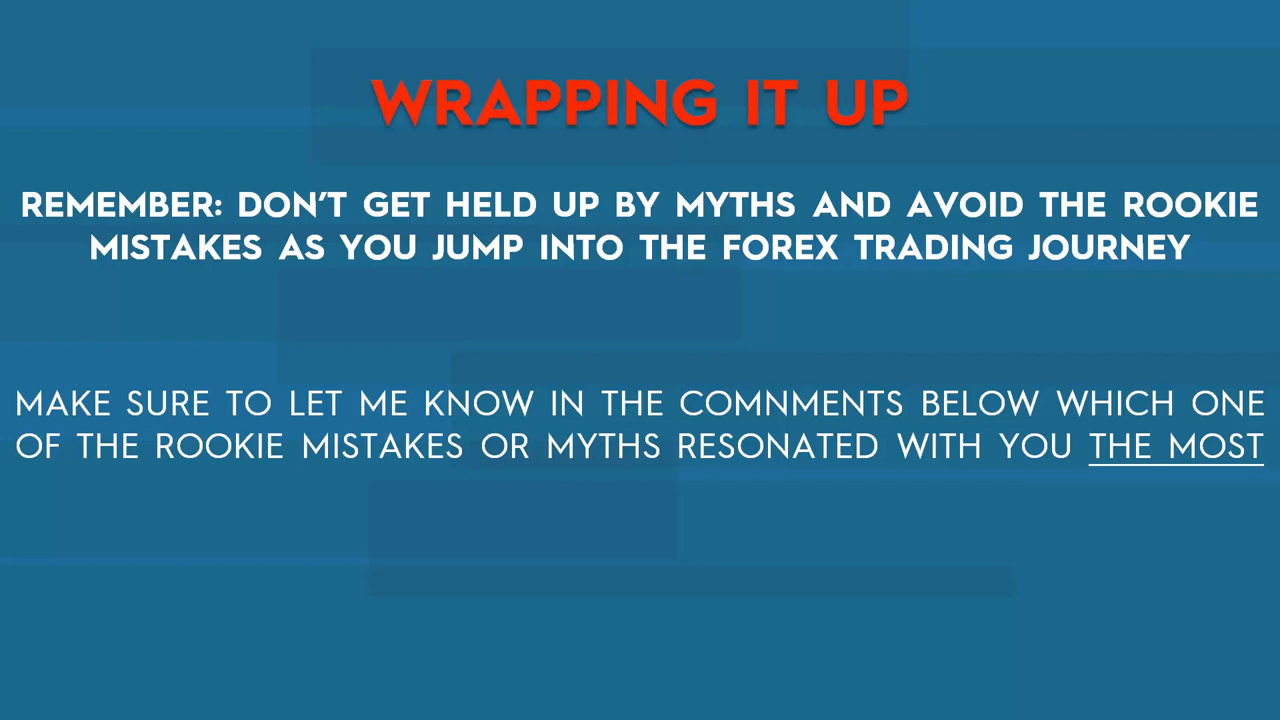 WRAPPING IT UP
REMEMBER: DON'T GET HELD UP BY MYTHS AND AVOID THE ROOKIE
MISTAKES AS YOU JUMP INTO THE FOREX TRADING JOURNEY
MAKE SURE TO LET ME KNOW IN THE COMNMENTS BELOW WHICH ONE
OF THE ROOKIE MISTAKES OR MYTHS RESONATED WITH YOU THE MOST